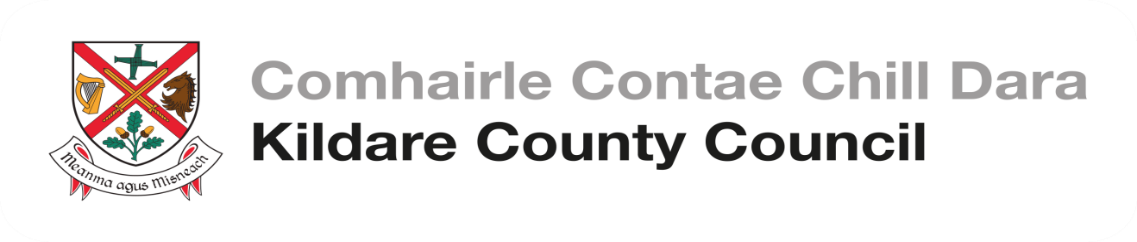 Comhairle Contae Chill Dara
Kildare County Council
Meanma agus Misneach